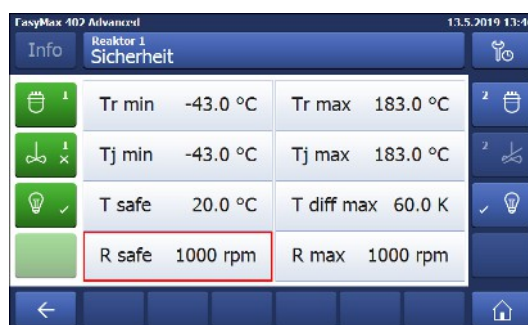 EasyMax 402 Advanced 13.5.2019 13:4
Info
Reaktor 1
Sicherheit
1
Tr min -43.0 °C Tr max 183.0 °C
2
1
Tj min -43.0 °C Tj max 183.0 °C
2
T safe 20.0 °C T diff max 60.0 K
R safe 1000 rpm R max 1000 rpm